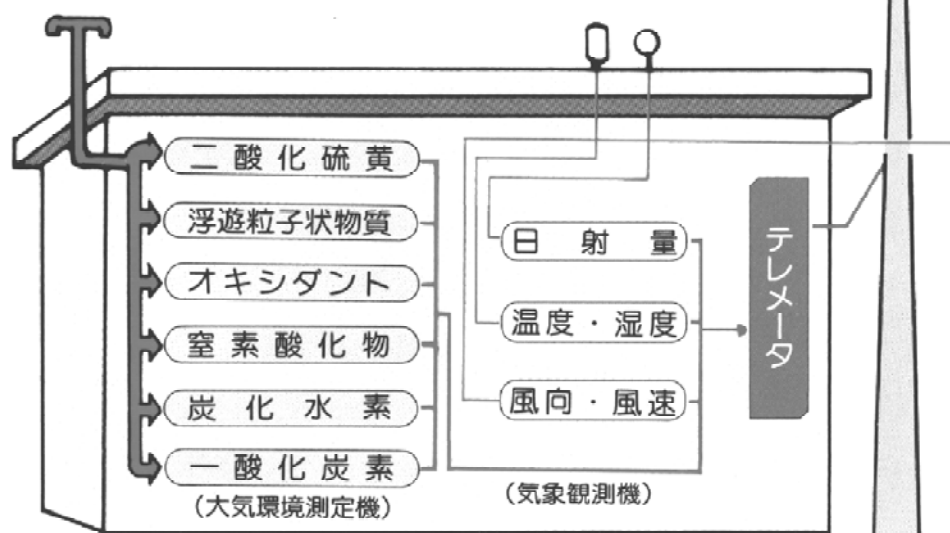 二酸化硫黄
浮遊粒子状物質
オキシダント
窒素酸化物
炭化水素
一酸化炭素
(大気環境測定機)
日射量
温度・湿度
風向・風速
(気象観測機)
テレメータ